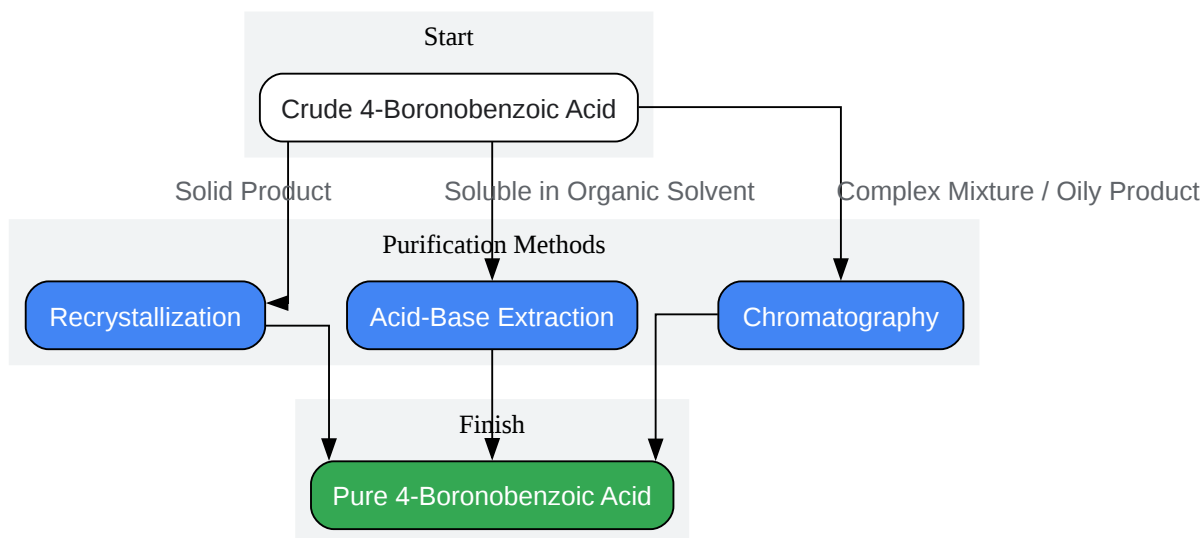 Start
Crude 4-Boronobenzoic Acid
Solid Product
Soluble in Organic Solvent
Complex Mixture / Oily Product
Purification Methods
Recrystallization
Acid-Base Extraction
Chromatography
Finish
Pure 4-Boronobenzoic Acid